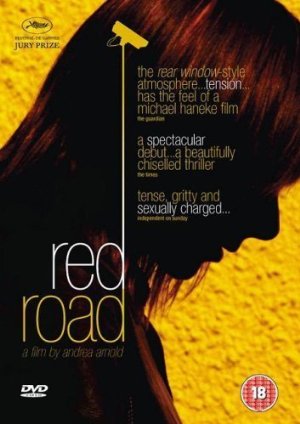 FESTIVAL DE CANNES
JURY PRIZE
the rear window-style
atmosphere...tension...
has the feel of a
michael haneke film
the guardian
a spectacular
debut...a beautifully
chiselled thriller
the times
tense, gritty and
sexually charged...
independent on sunday
red
road
a film by andrea arnold
DVD
18